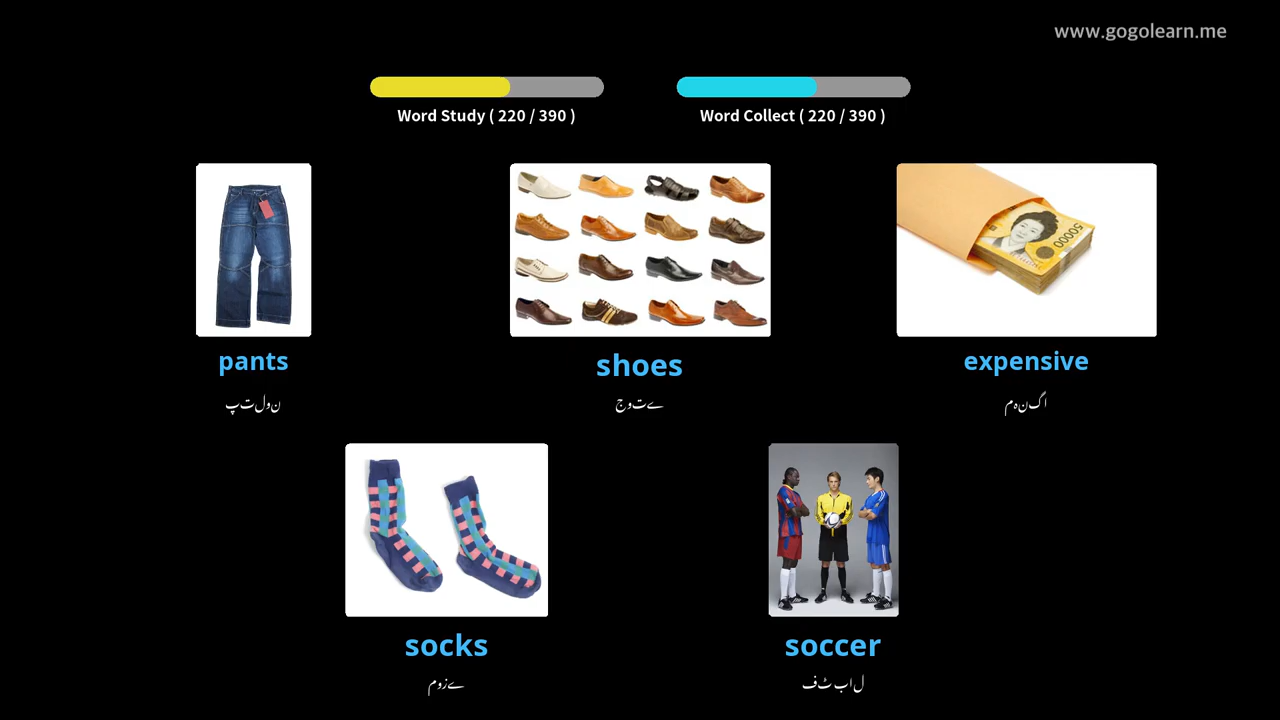 www.gogolearn.me
Word Study ( 220 / 390 )
Word Collect ( 220 / 390 )
pants
shoes
expensive
پتلون
جوتے
مہنگا
50000
socks
soccer
موزے
فٹ بال